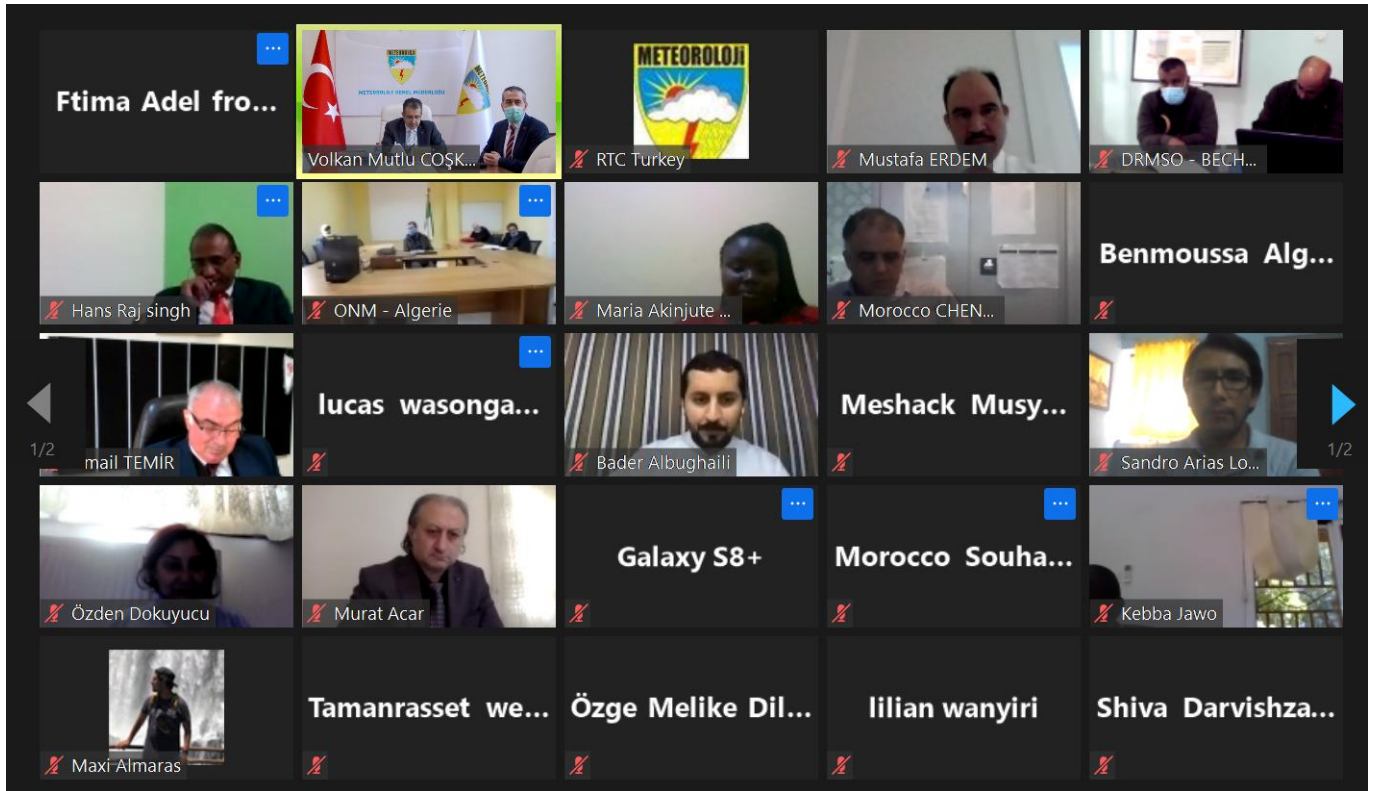 Ftima Adel fro...
METEOROLOJİ GENEL MÜDÜRLÜĞÜ
Volkan Mutlu COŞK...
METEOROLOJİ
RTC Turkey
Mustafa ERDEM
DRMSO - BECH...
Hans Raj singh
ONM - Algerie
Maria Akinjute ...
Morocco CHEN...
Benmoussa Alg...
1/2
mail TEMİR
lucas wasonga...
Bader Albughaili
Meshack Musy...
Sandro Arias Lo...
1/2
Özden Dokuyucu
Murat Acar
Galaxy S8+
Morocco Souha...
Kebba Jawo
Maxi Almaras
Tamanrasset we...
Özge Melike Dil...
lilian wanyiri
Shiva Darvishza...